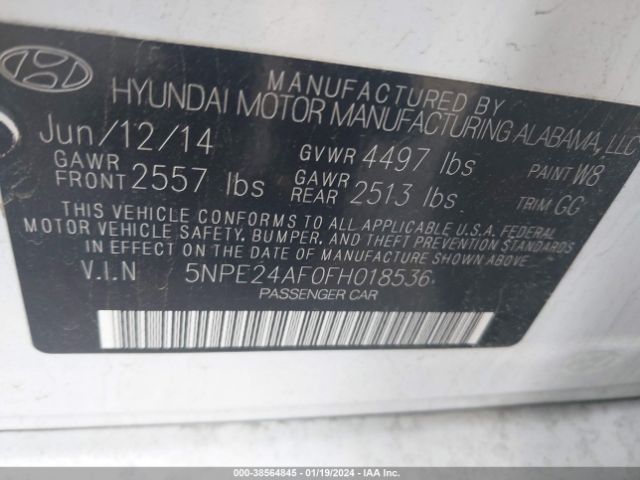 MANUFACTURED BY
HYUNDAI MOTOR MANUFACTURING ALABAMA, LLC
Jun/12/14 GVWR 4497 lbs PAINT W8
GAWR FRONT 2557 lbs GAWR REAR 2513 lbs TRIM GG
THIS VEHICLE CONFORMS TO ALL APPLICABLE U.S.A. FEDERAL
MOTOR VEHICLE SAFETY, BUMPER, AND THEFT PREVENTION STANDARDS
IN EFFECT ON THE DATE OF MANUFACTURE SHOWN ABOVE.
V.I.N 5NPE24AF0FH018536
PASSENGER CAR
000-38564845 - 01/19/2024 - IAA Inc.